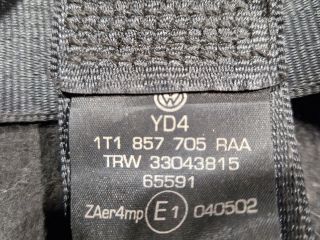 YD4
1T1 857 705 RAA
TRW 33043815
65591
ZAer4mp E1 040502